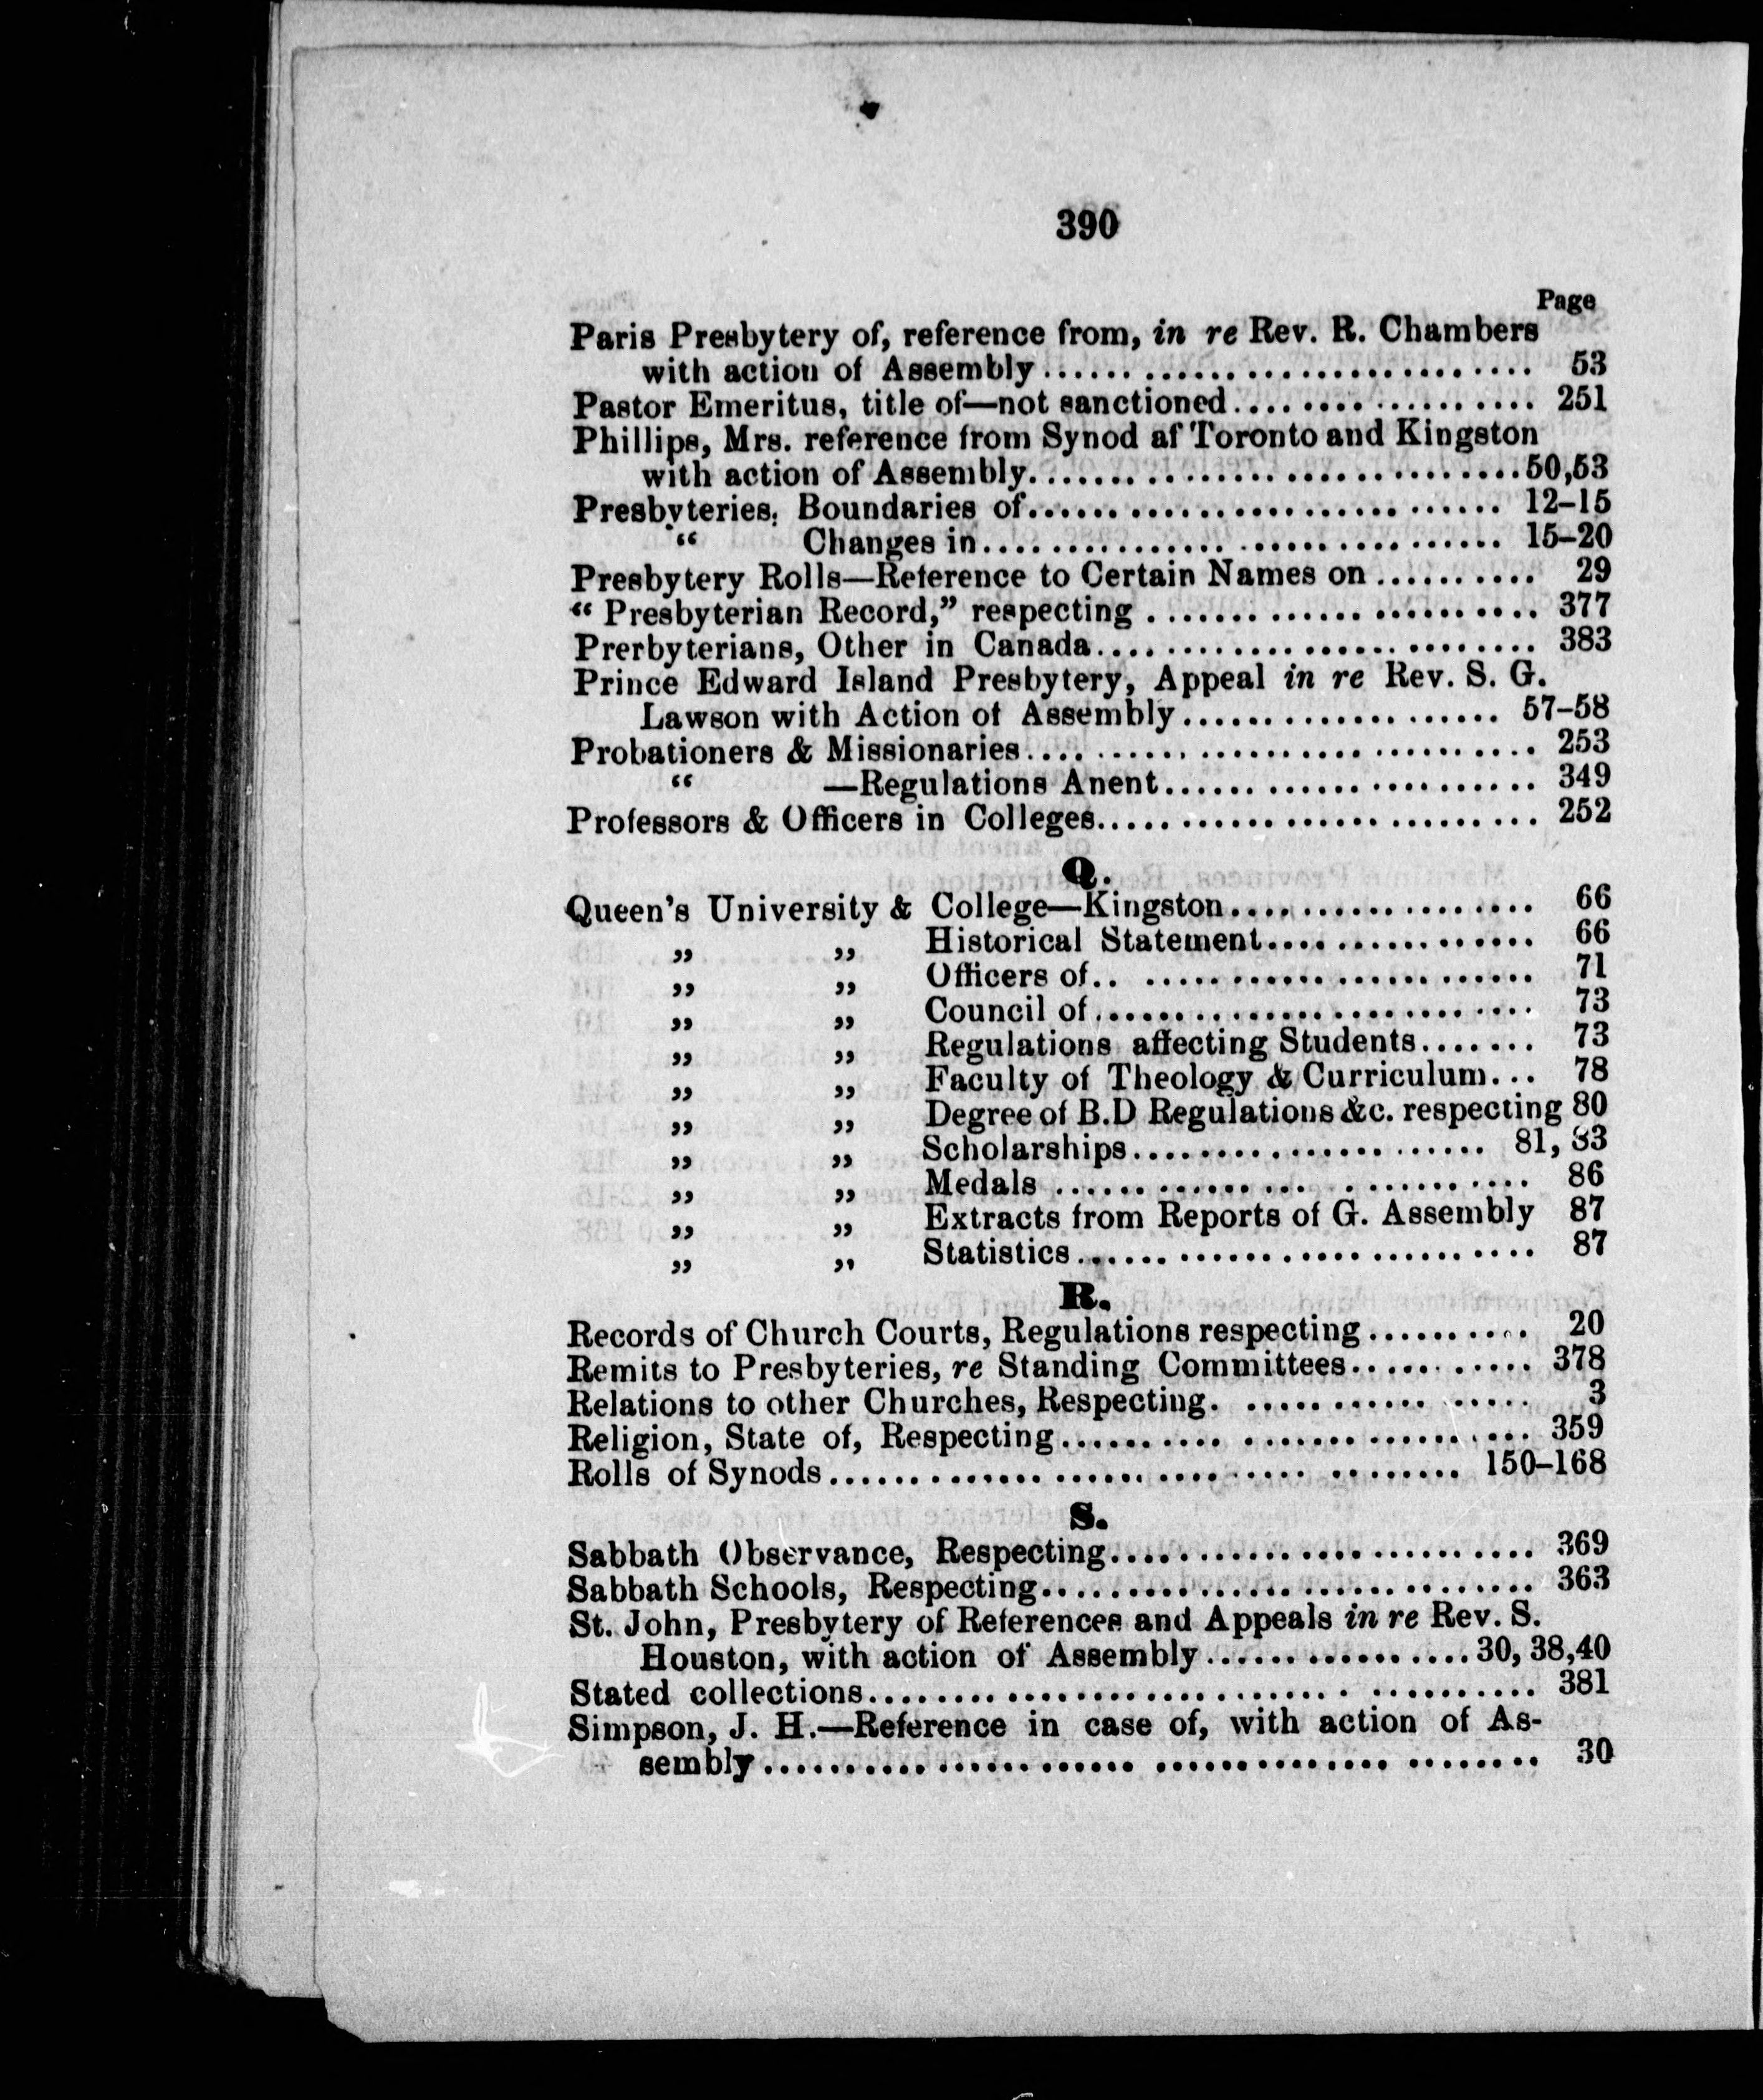 390
Page
Paris Presbytery of, reference from, in re Rev. R. Chambers
with action of Assembly.................................... 53
Pastor Emeritus, title of—not sanctioned.................. 251
Phillips, Mrs. reference from Synod af Toronto and Kingston
with action of Assembly....................................50,53
Presbyteries, Boundaries of.................................. 12–15
“ Changes in.................................... 15–20
Presbytery Rolls—Reference to Certain Names on .......... 29
“ Presbyterian Record,” respecting ........................ 377
Prerbyterians, Other in Canada............................... 383
Prince Edward Island Presbytery, Appeal in re Rev. S. G.
Lawson with Action of Assembly................... 57–58
Probationers & Missionaries.................................... 253
“ —Regulations Anent........................ 349
Professors & Officers in Colleges.............................. 252
Q.
Queen's University & College—Kingston................... 66
„ „ Historical Statement................ 66
„ „ Officers of.. ........................... 71
„ „ Council of............................. 73
„ „ Regulations affecting Students....... 73
„ „ Faculty of Theology & Curriculum... 78
„ „ Degree of B.D Regulations &c. respecting 80
„ „ Scholarships....................... 81, 83
„ „ Medals ............................... 86
„ „ Extracts from Reports of G. Assembly 87
„ „ Statistics.............................. 87
R.
Records of Church Courts, Regulations respecting.......... 20
Remits to Presbyteries, re Standing Committees........... 378
Relations to other Churches, Respecting. .................. 3
Religion, State of, Respecting............................... 359
Rolls of Synods......................................... 150–168
S.
Sabbath Observance, Respecting............................ 369
Sabbath Schools, Respecting................................. 363
St. John, Presbytery of References and Appeals in re Rev. S.
Houston, with action of Assembly..................30, 38,40
Stated collections............................................ 381
Simpson, J. H.—Reference in case of, with action of As-
sembly.................................................... 30